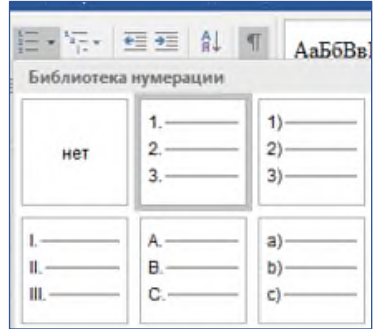 АаБбВвІ
Библиотека нумерации
нет
1.
2.
3.
1)
2)
3)
I.
II.
III.
A.
B.
C.
a)
b)
c)